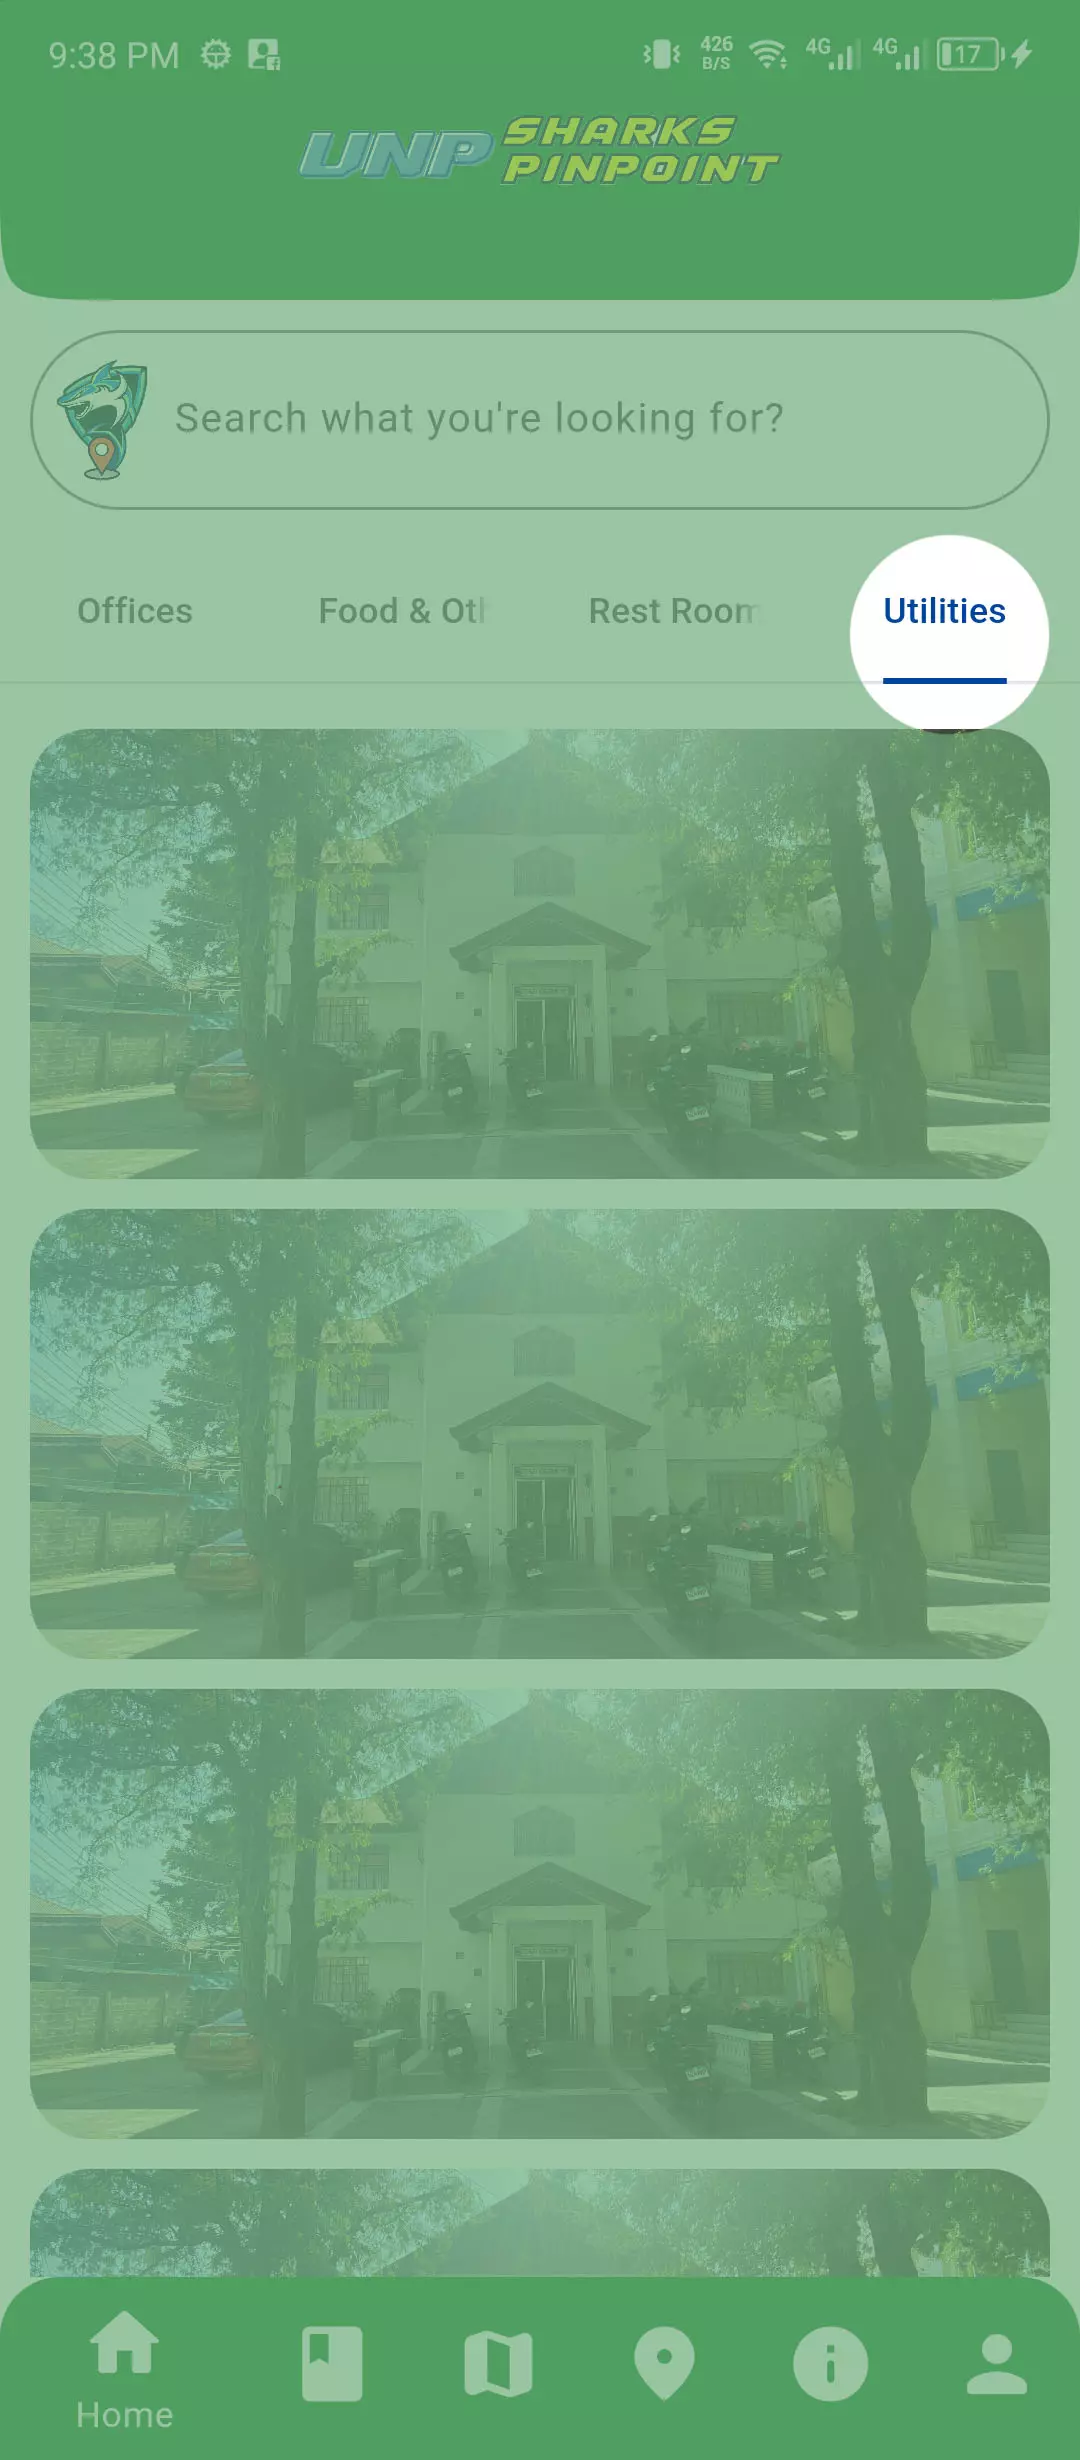 9:38 PM
426 B/S 4G 4G 17
UNP SHARKS PINPOINT
Search what you're looking for?
Offices Food & Oth Rest Room Utilities
Home